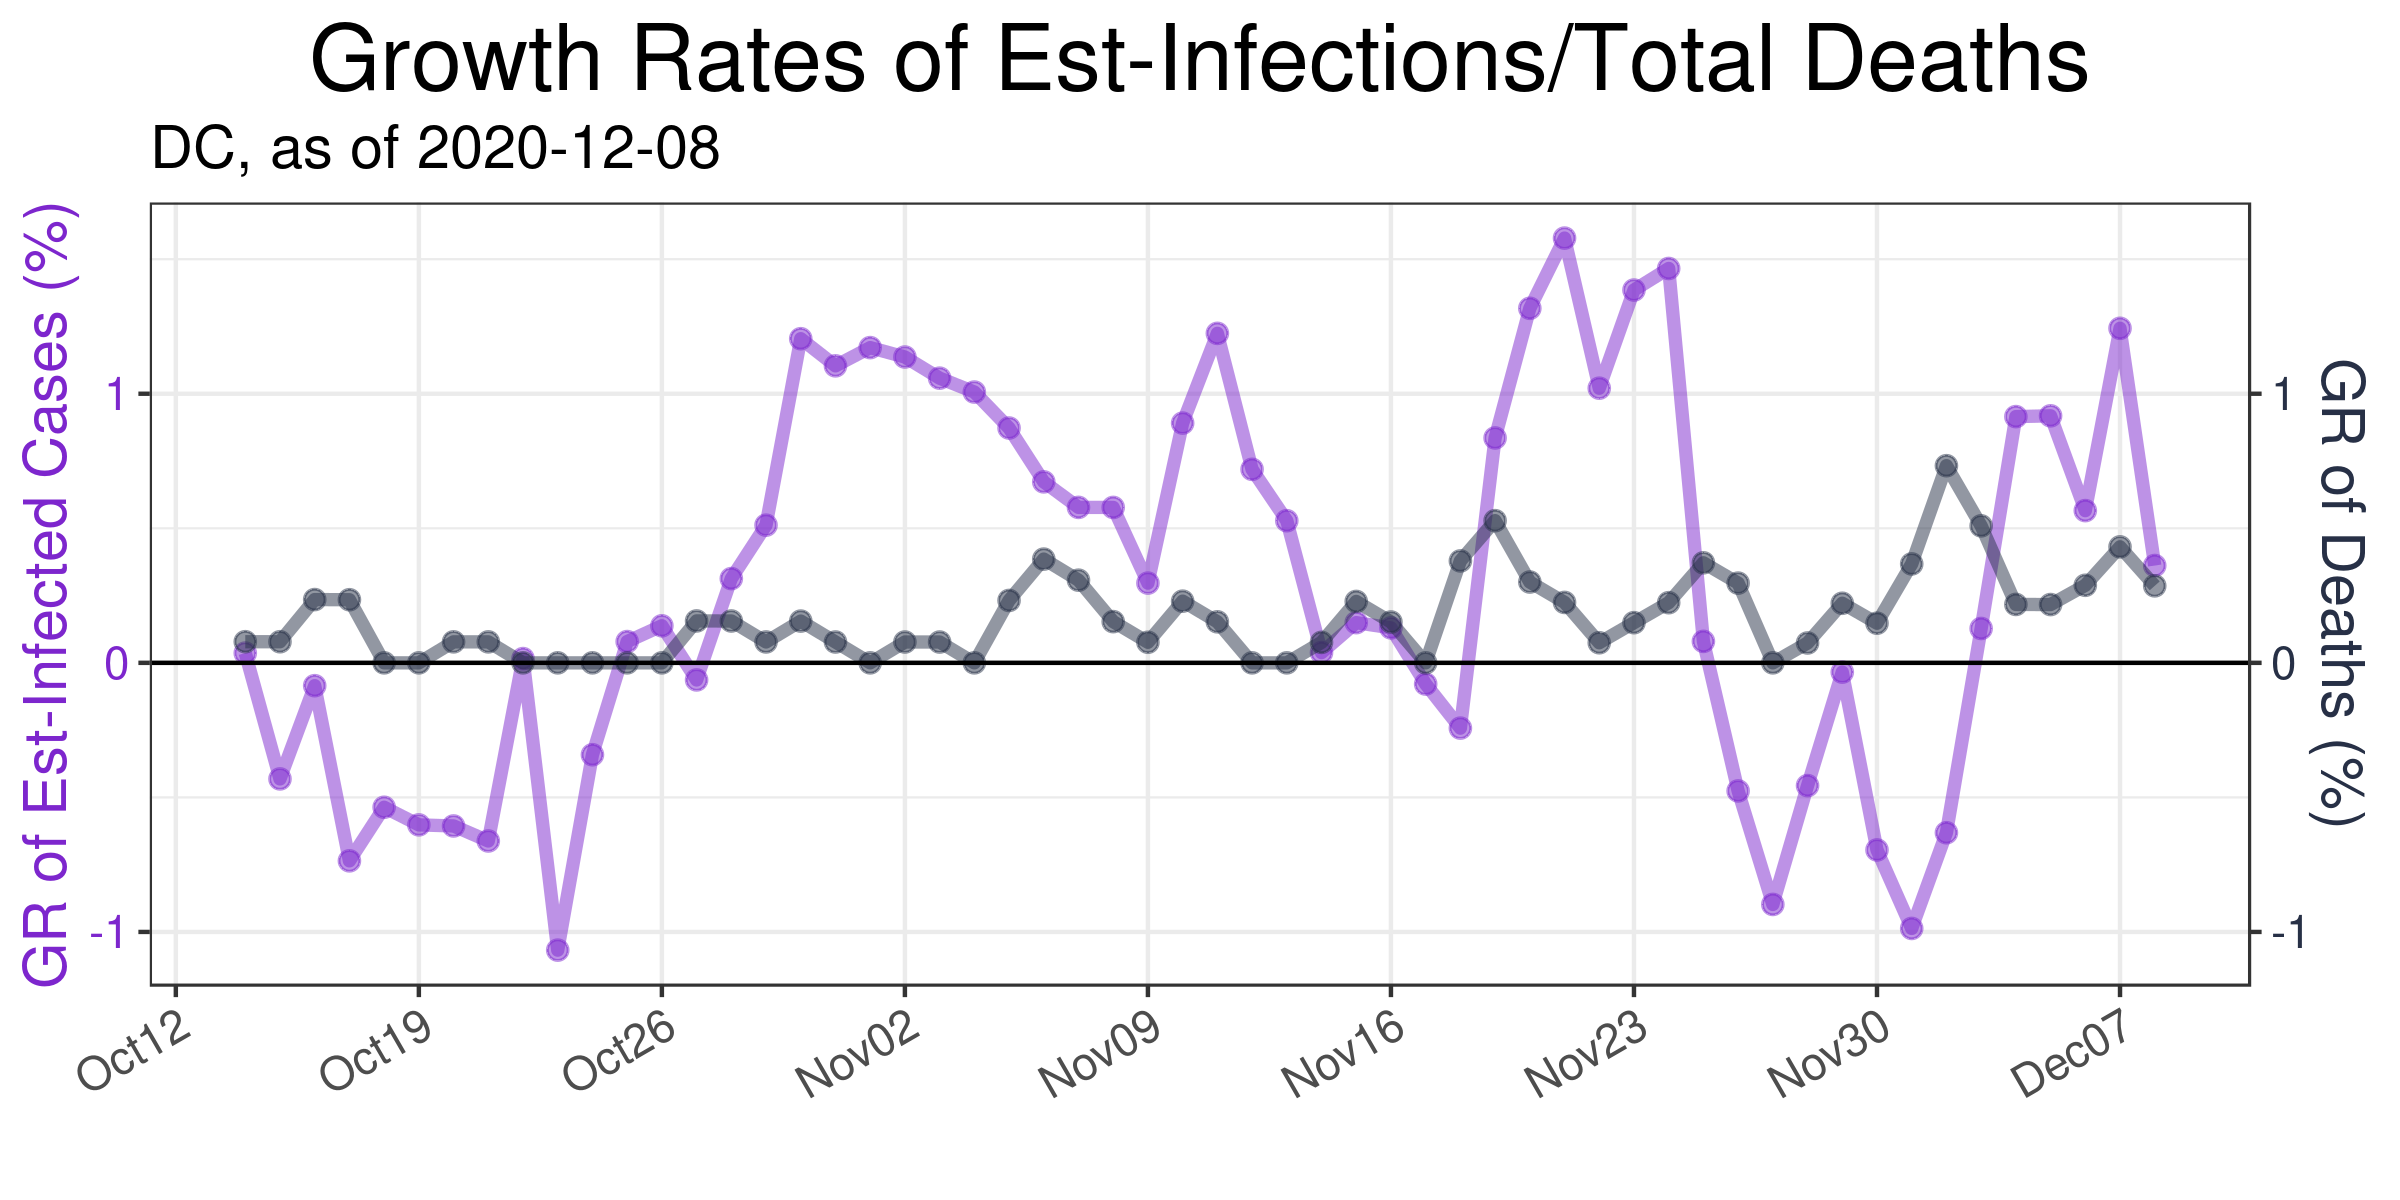 Growth Rates of Est-Infections/Total Deaths
DC, as of 2020-12-08
GR of Est-Infected Cases (%)
1
0
-1
1
0
-1
GR of Deaths (%)
Oct12 Oct19 Oct26 Nov02 Nov09 Nov16 Nov23 Nov30 Dec07